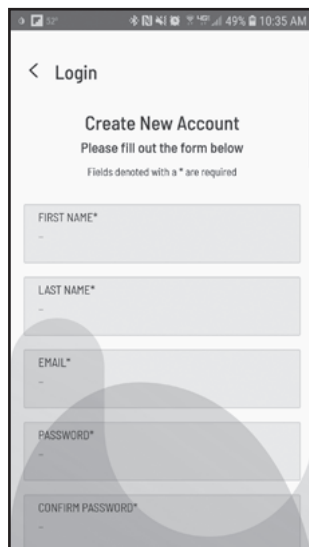 52° 49% 10:35 AM
< Login
Create New Account
Please fill out the form below
Fields denoted with a * are required
FIRST NAME*
-
LAST NAME*
-
EMAIL*
-
PASSWORD*
-
CONFIRM PASSWORD*
-